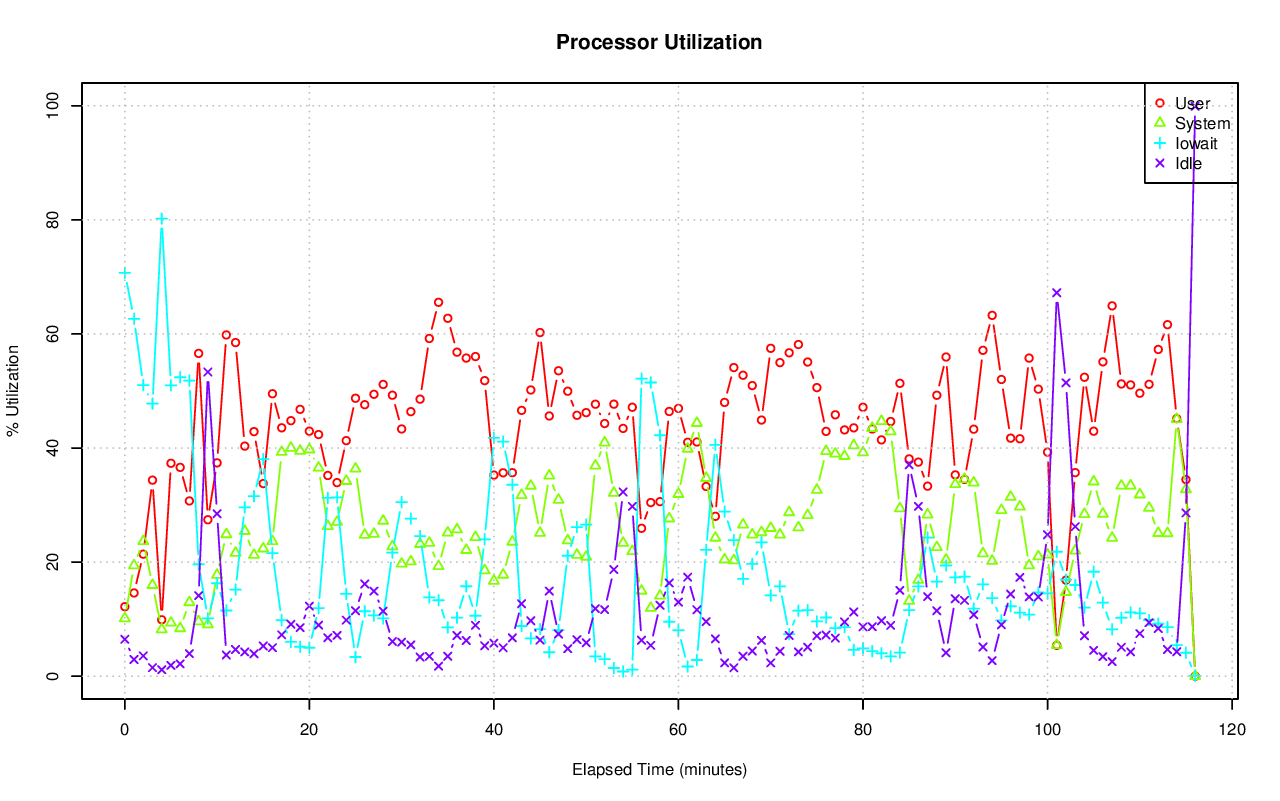 Processor Utilization
User
System
Iowait
Idle
% Utilization
100
80
60
40
20
0
0 20 40 60 80 100 120
Elapsed Time (minutes)